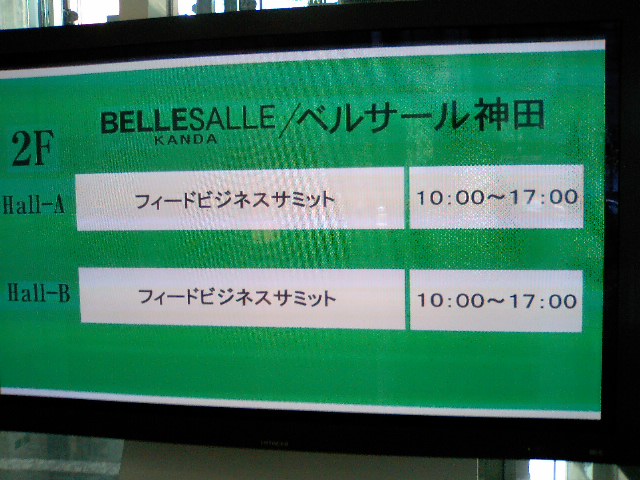 BELLESALLE/ベルサール神田
KANDA
2F
Hall-A フィードビジネスサミット 10:00～17:00
Hall-B フィードビジネスサミット 10:00～17:00
HITACHI